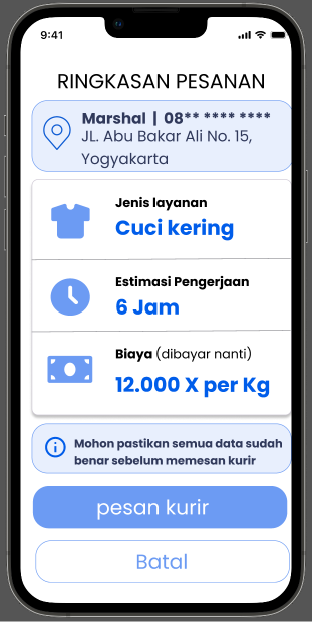 9:41
RINGKASAN PESANAN
Marshal | 08** **** ****
JL. Abu Bakar Ali No. 15,
Yogyakarta
Jenis layanan
Cuci kering
Estimasi Pengerjaan
6 Jam
Biaya (dibayar nanti)
12.000 X per Kg
Mohon pastikan semua data sudah
benar sebelum memesan kurir
pesan kurir
Batal